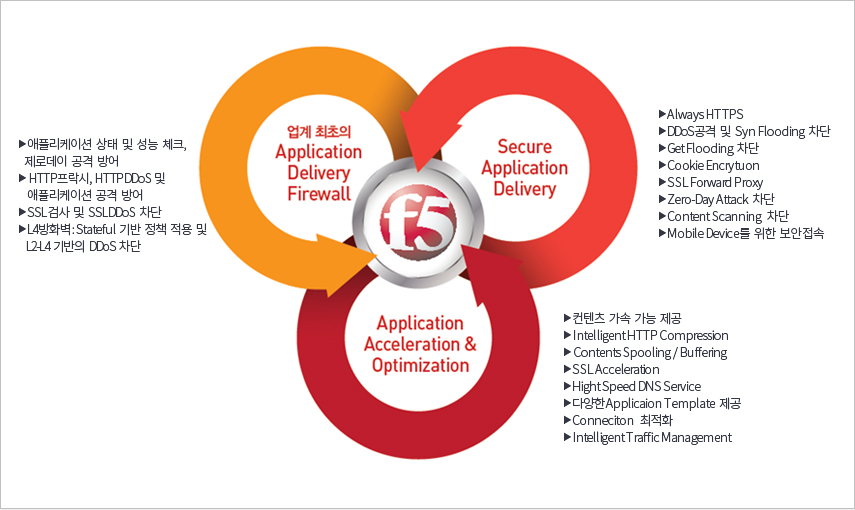 ▶애플리케이션 상태 및 성능 체크,
제로데이 공격 방어
▶HTTP프락시, HTTP DDoS 및
애플리케이션 공격 방어
▶SSL 검사 및 SSL DDoS 차단
▶L4방화벽: Stateful 기반 정책 적용 및
L2-L4 기반의 DDoS 차단
업계 최초의
Application
Delivery
Firewall
Secure
Application
Delivery
f5
Application
Acceleration &
Optimization
▶Always HTTPS
▶DDoS공격 및 Syn Flooding 차단
▶Get Flooding 차단
▶Cookie Encrytuon
▶SSL Forward Proxy
▶Zero-Day Attack 차단
▶Content Scanning 차단
▶Mobile Device를 위한 보안접속
▶컨텐츠 가속 가능 제공
▶Intelligent HTTP Compression
▶Contents Spooling / Buffering
▶SSL Acceleration
▶Hight Speed DNS Service
▶다양한 Applicaion Template 제공
▶Conneciton 최적화
▶Intelligent Traffic Management